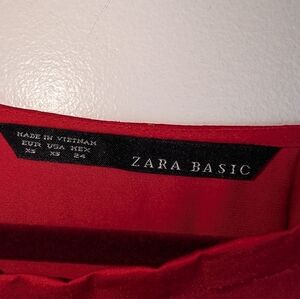 MADE IN VIETNAM
EUR USA MEX
XS XS 24
ZARA BASIC